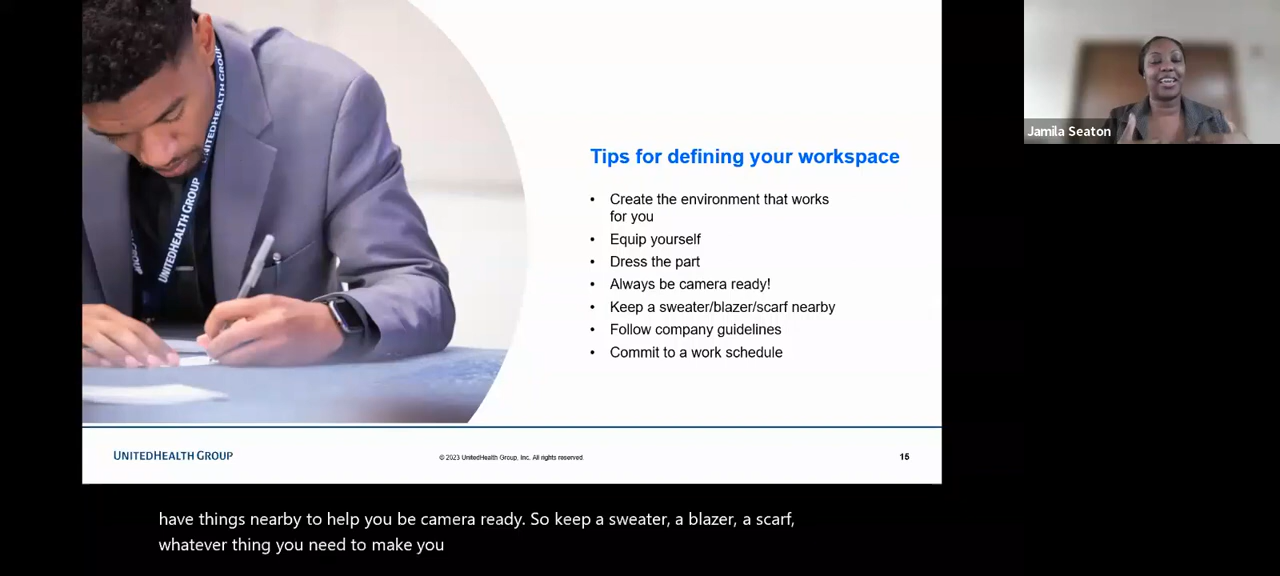 UNITEDHEALTH GROUP
UNITEDHEALTH GROUP
GROUP
Jamila Seaton
Tips for defining your workspace
• Create the environment that works
for you
• Equip yourself
• Dress the part
• Always be camera ready!
• Keep a sweater/blazer/scarf nearby
• Follow company guidelines
• Commit to a work schedule
UNITEDHEALTH GROUP
© 2023 UnitedHealth Group, Inc. All rights reserved.
15
have things nearby to help you be camera ready. So keep a sweater, a blazer, a scarf,
whatever thing you need to make you